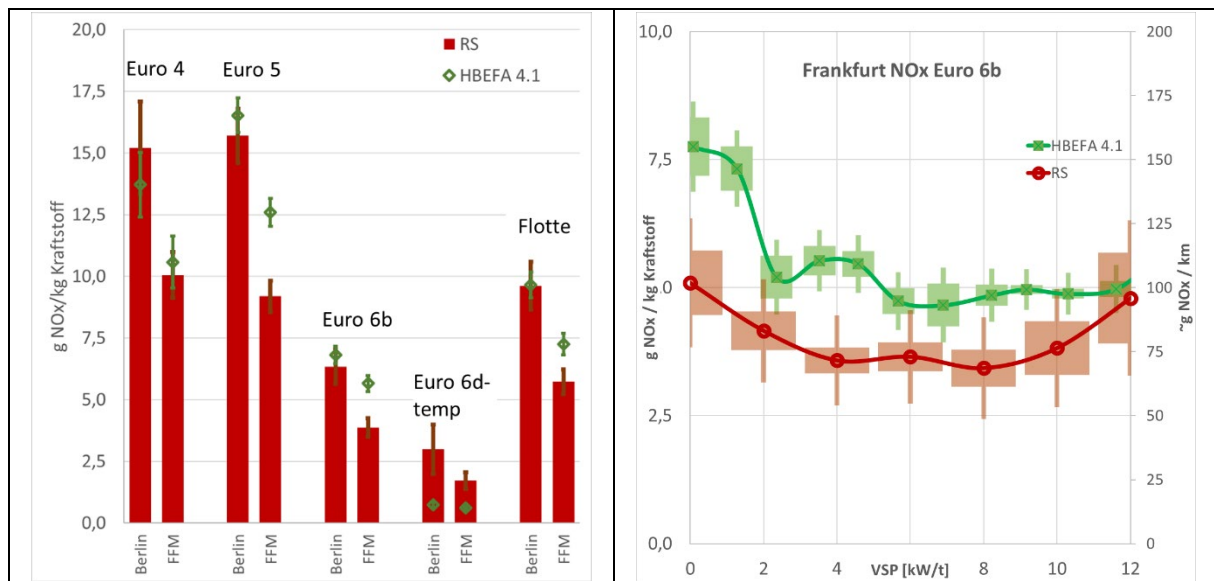 20,0
17,5
15,0
12,5
10,0
7,5
5,0
2,5
0,0
g NOx/kg Kraftstoff
RS
HBEFA 4.1
Euro 4
Euro 5
Euro 6b
Euro 6d-
temp
Flotte
Berlin
FFM
Berlin
FFM
Berlin
FFM
Berlin
FFM
Berlin
FFM
10,0
7,5
5,0
2,5
0,0
g NOx / kg Kraftstoff
Frankfurt NOx Euro 6b
HBEFA 4.1
RS
200
175
150
125
100
75
50
25
0
~g NOx / km
0
2
4
6
8
10
12
VSP [kW/t]